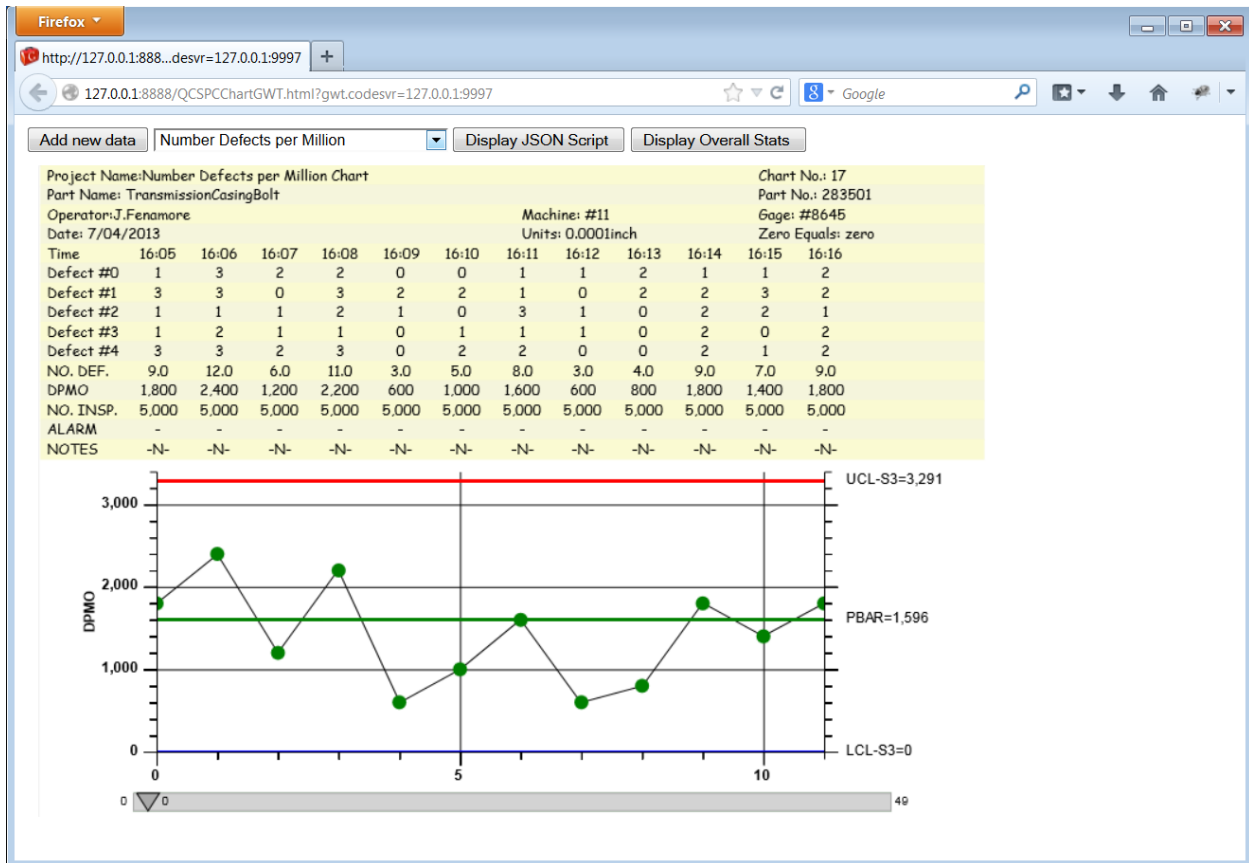 Firefox
http://127.0.0.1:888...desvr=127.0.0.1:9997 +
127.0.0.1:8888/QCSPCChartGWT.html?gwt.codesvr=127.0.0.1:9997 8 Google
Add new data Number Defects per Million Display JSON Script Display Overall Stats
Project Name:Number Defects per Million Chart Chart No.: 17
Part Name: TransmissionCasingBolt Part No.: 283501
Operator:J.Fenamore Machine: #11 Gage: #8645
Date: 7/04/2013 Units: 0.0001inch Zero Equals: zero
Time 16:05 16:06 16:07 16:08 16:09 16:10 16:11 16:12 16:13 16:14 16:15 16:16
Defect #0 1 3 2 2 0 0 1 1 2 1 1 2
Defect #1 3 3 0 3 2 2 1 0 2 2 3 2
Defect #2 1 1 1 2 1 0 3 1 0 2 2 1
Defect #3 1 2 1 1 0 1 1 1 0 2 0 2
Defect #4 3 3 2 3 0 2 2 0 0 2 1 2
NO. DEF. 9.0 12.0 6.0 11.0 3.0 5.0 8.0 3.0 4.0 9.0 7.0 9.0
DPMO 1,800 2,400 1,200 2,200 600 1,000 1,600 600 800 1,800 1,400 1,800
NO. INSP. 5,000 5,000 5,000 5,000 5,000 5,000 5,000 5,000 5,000 5,000 5,000 5,000
ALARM - - - - - - - - - - - -
NOTES -N- -N- -N- -N- -N- -N- -N- -N- -N- -N- -N- -N-
UCL-S3=3,291
3,000
2,000
DPMO
PBAR=1,596
1,000
0 LCL-S3=0
0 5 10
0 0 49